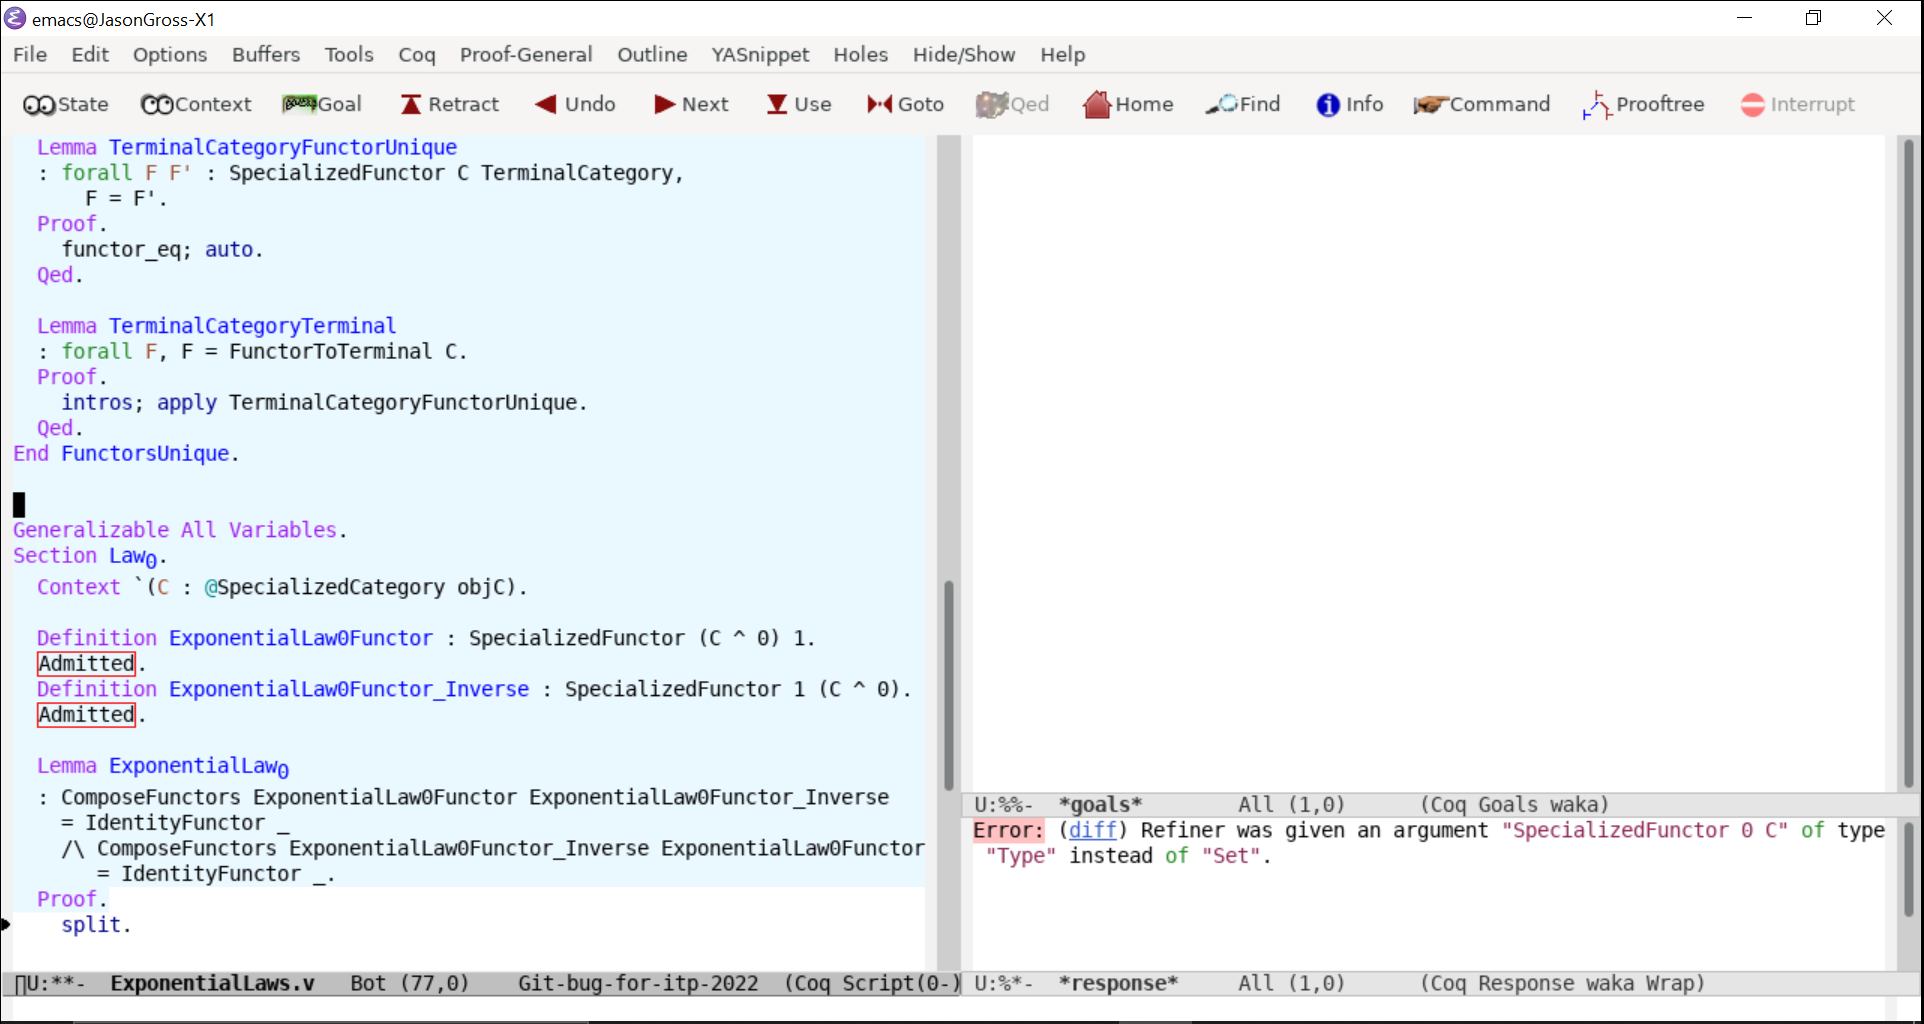 emacs@JasonGross-X1
File Edit Options Buffers Tools Coq Proof-General Outline YASnippet Holes Hide/Show Help
State Context Goal Retract Undo Next Use Goto Qed Home Find Info Command Prooftree Interrupt
Lemma TerminalCategoryFunctorUnique
: forall F F' : SpecializedFunctor C TerminalCategory,
F = F'.
Proof.
functor_eq; auto.
Qed.
Lemma TerminalCategoryTerminal
: forall F, F = FunctorToTerminal C.
Proof.
intros; apply TerminalCategoryFunctorUnique.
Qed.
End FunctorsUnique.
Generalizable All Variables.
Section Law₀.
Context `(C : @SpecializedCategory objC).
Definition ExponentialLaw0Functor : SpecializedFunctor (C ^ 0) 1.
Admitted.
Definition ExponentialLaw0Functor_Inverse : SpecializedFunctor 1 (C ^ 0).
Admitted.
Lemma ExponentialLaw₀
: ComposeFunctors ExponentialLaw0Functor ExponentialLaw0Functor_Inverse
= IdentityFunctor _
/\ ComposeFunctors ExponentialLaw0Functor_Inverse ExponentialLaw0Functor
= IdentityFunctor _.
Proof.
split.
U:**- ExponentialLaws.v Bot (77,0) Git-bug-for-itp-2022 (Coq Script(0-)
U:%%- *goals* All (1,0) (Coq Goals waka)
Error: (diff) Refiner was given an argument "SpecializedFunctor 0 C" of type
"Type" instead of "Set".
U:%*- *response* All (1,0) (Coq Response waka Wrap)